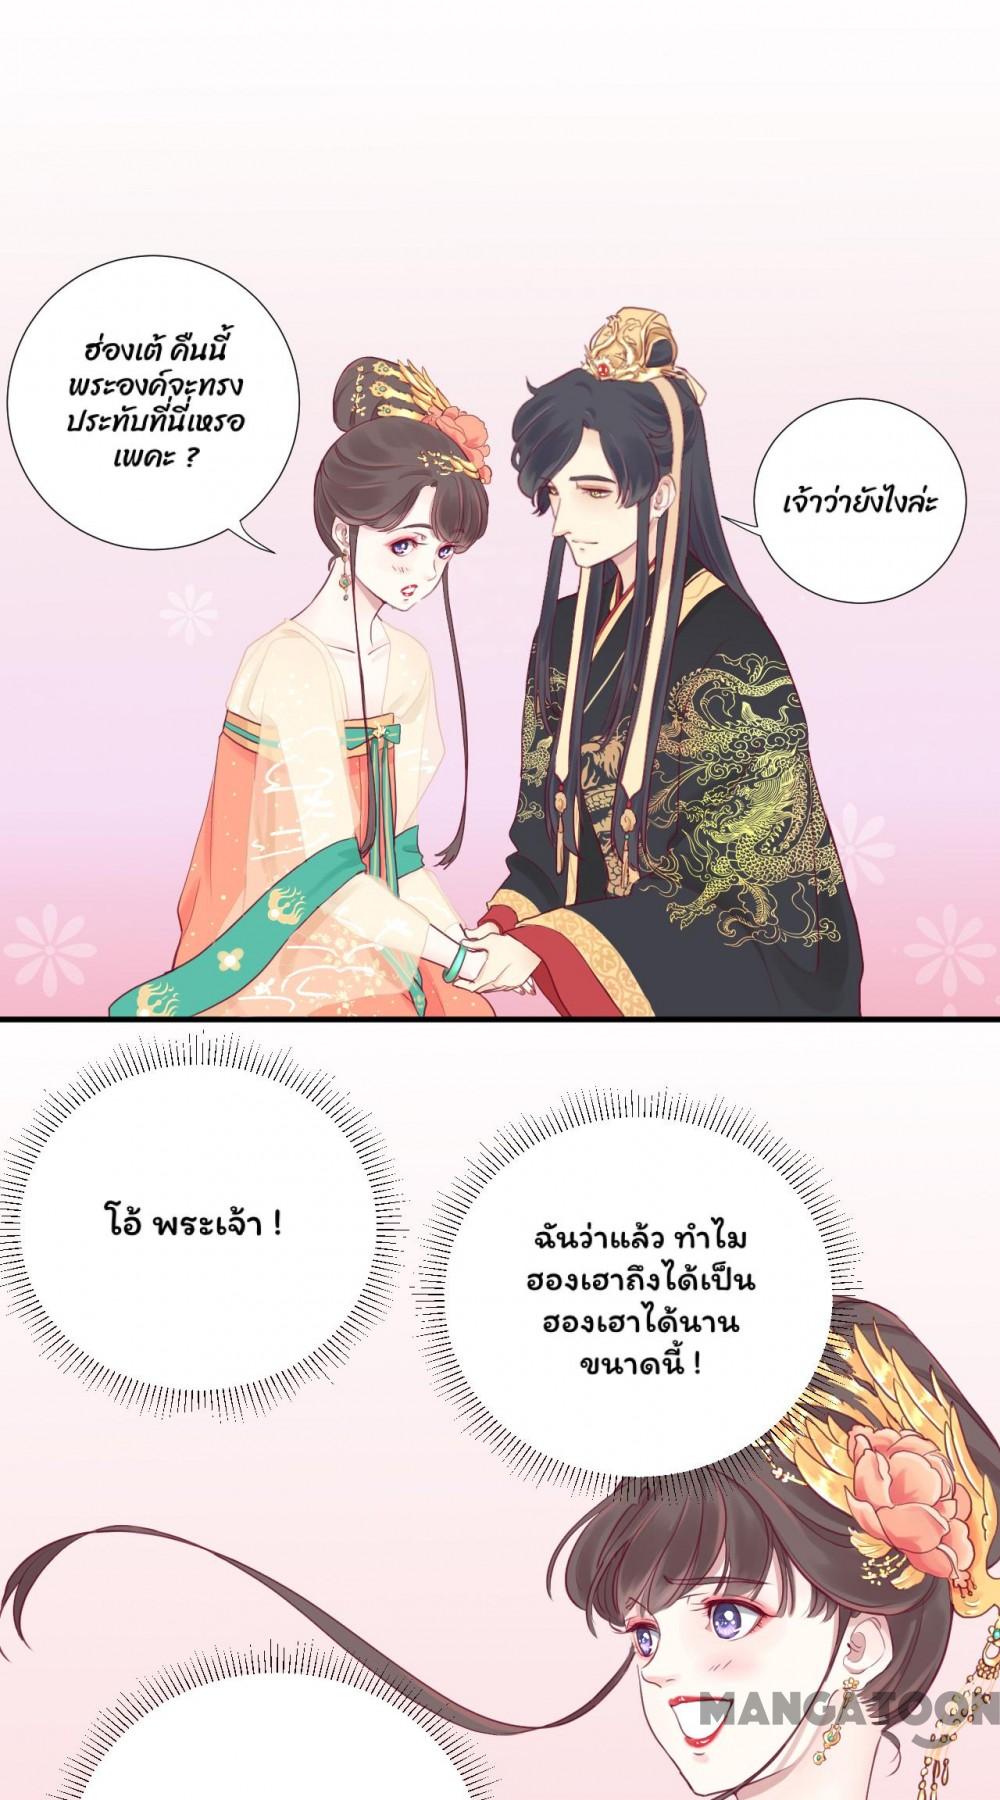 ฮ่องเต้ คืนนี้
พระองค์จะทรง
ประทับที่นี่เหรอ
เพคะ ?
เจ้าว่ายังไงล่ะ
โอ้ พระเจ้า !
ฉันว่าแล้ว ทำไม
ฮองเฮาถึงได้เป็น
ฮองเฮาได้นาน
ขนาดนี้ !
MANGATOON